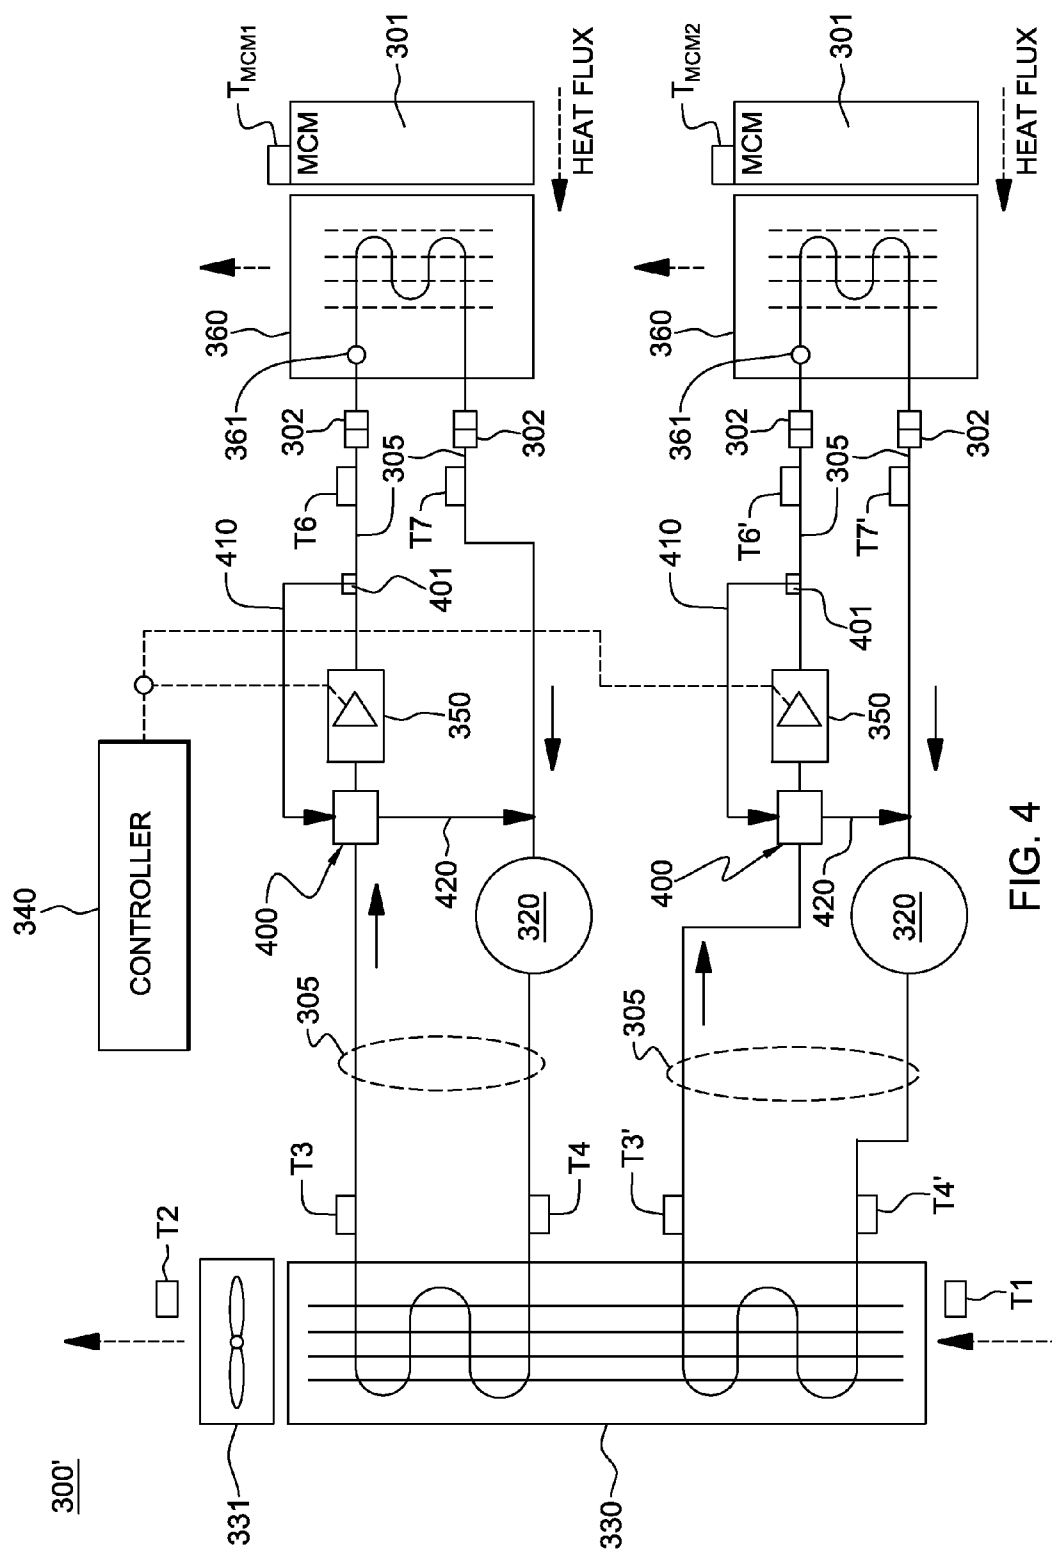 300'
331
T2
330
T1
340
CONTROLLER
T3
T4
T3'
T4'
305
305
400
420
320
400
420
320
350
350
410
401
410
401
T6
305
T7
T6'
305
T7'
302
302
302
302
361
360
361
360
TMCM1
MCM
301
HEAT FLUX
TMCM2
MCM
301
HEAT FLUX
FIG. 4